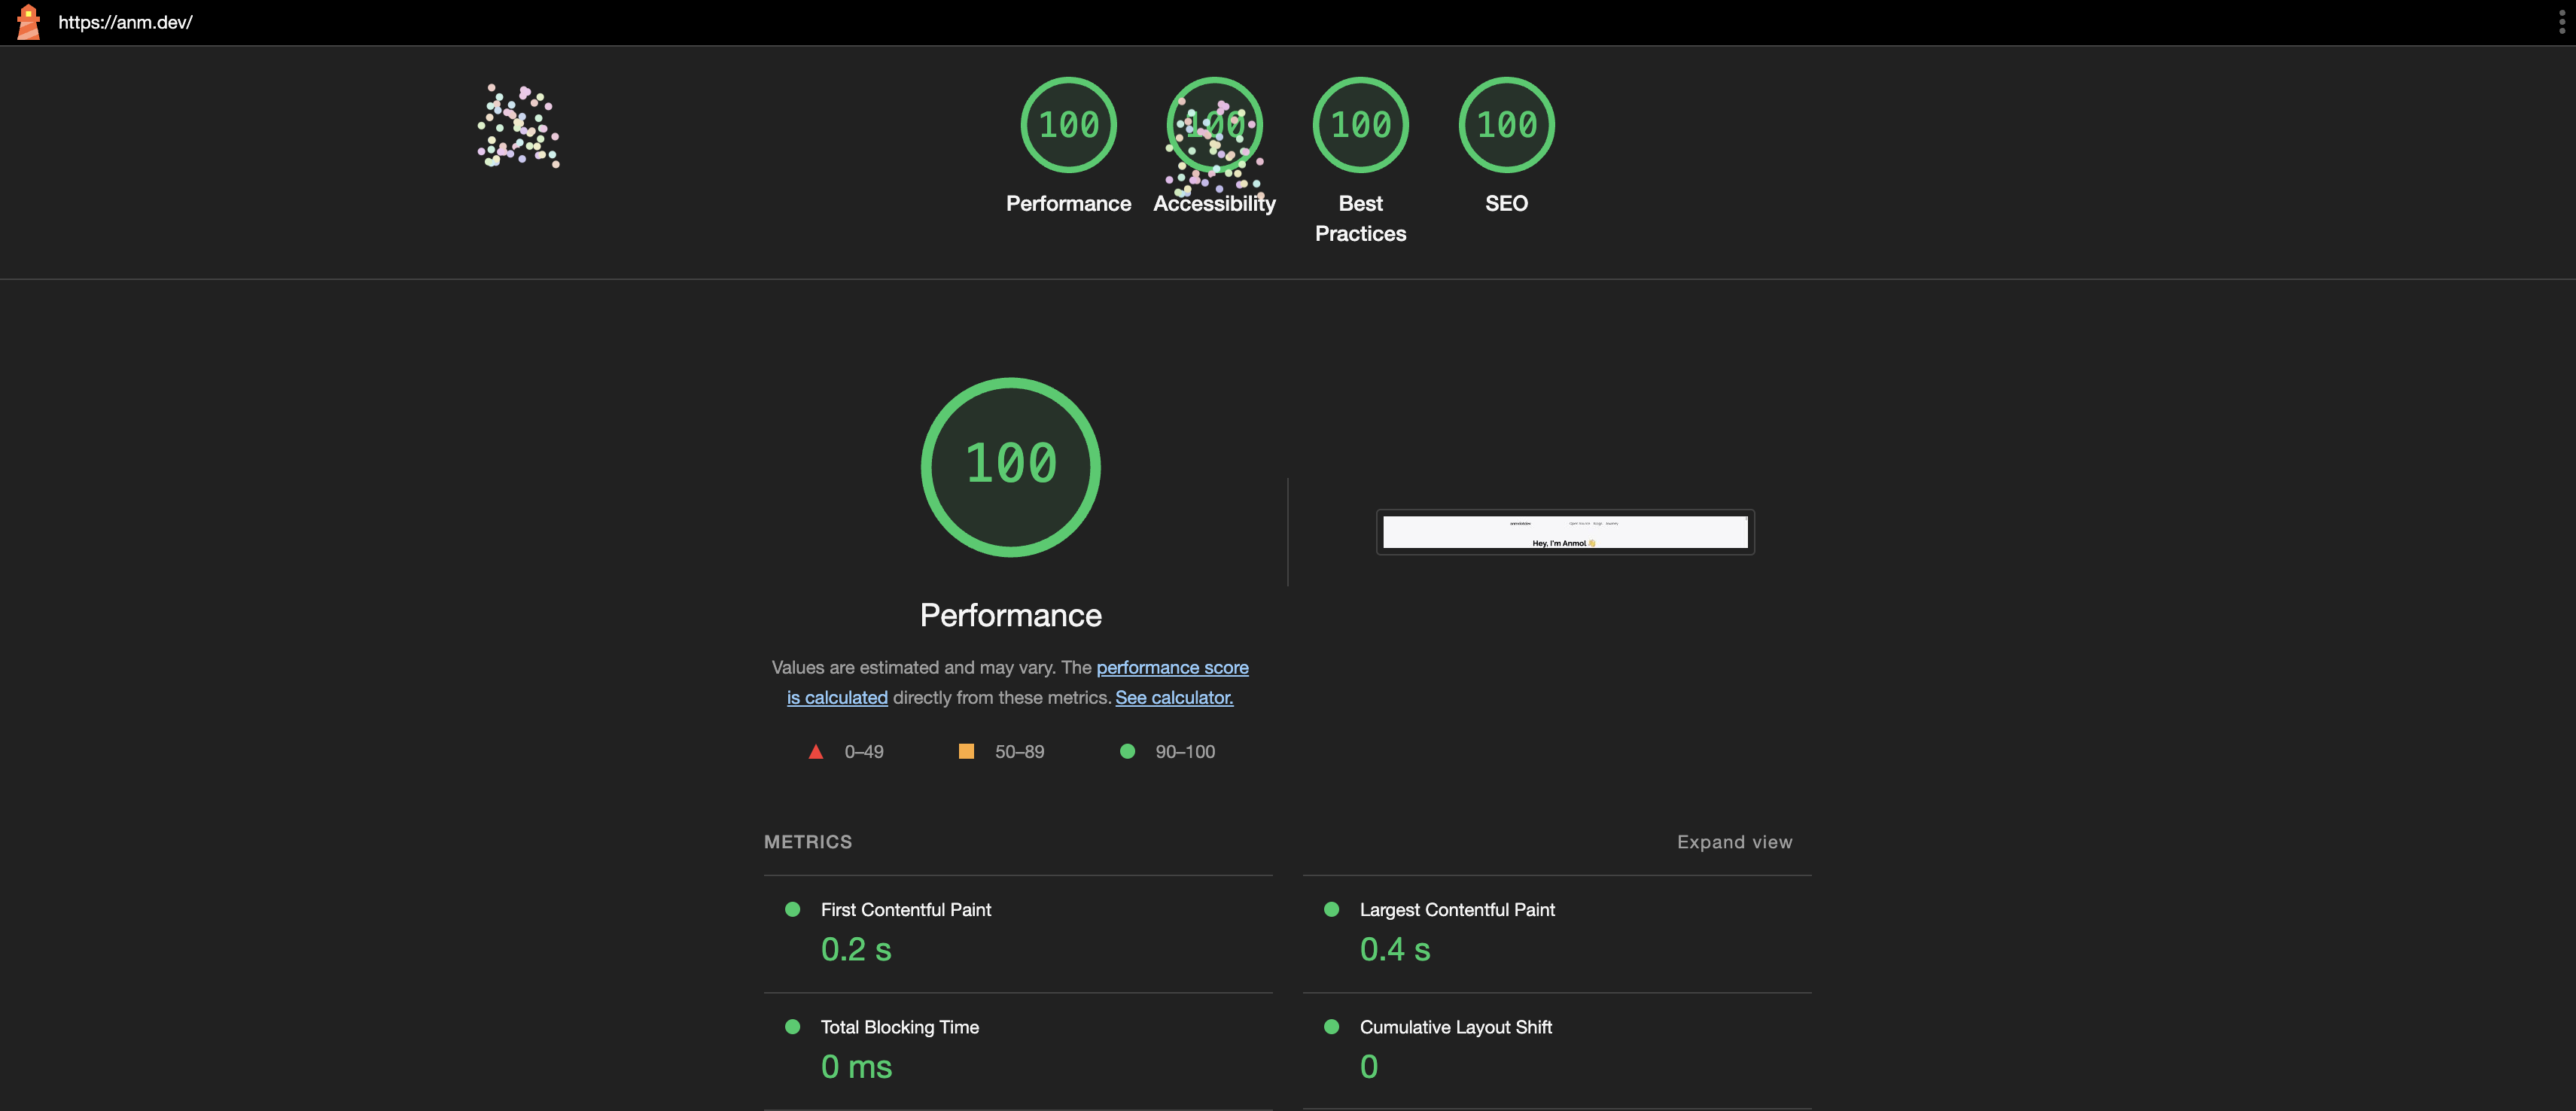 https://anm.dev/
100
100
100
100
Performance
Accessibility
Best
Practices
SEO
100
Performance
Values are estimated and may vary. The performance score
is calculated directly from these metrics. See calculator.
0–49
50–89
90–100
Hey, I'm Anmol 👋
METRICS
Expand view
First Contentful Paint
0.2 s
Largest Contentful Paint
0.4 s
Total Blocking Time
0 ms
Cumulative Layout Shift
0